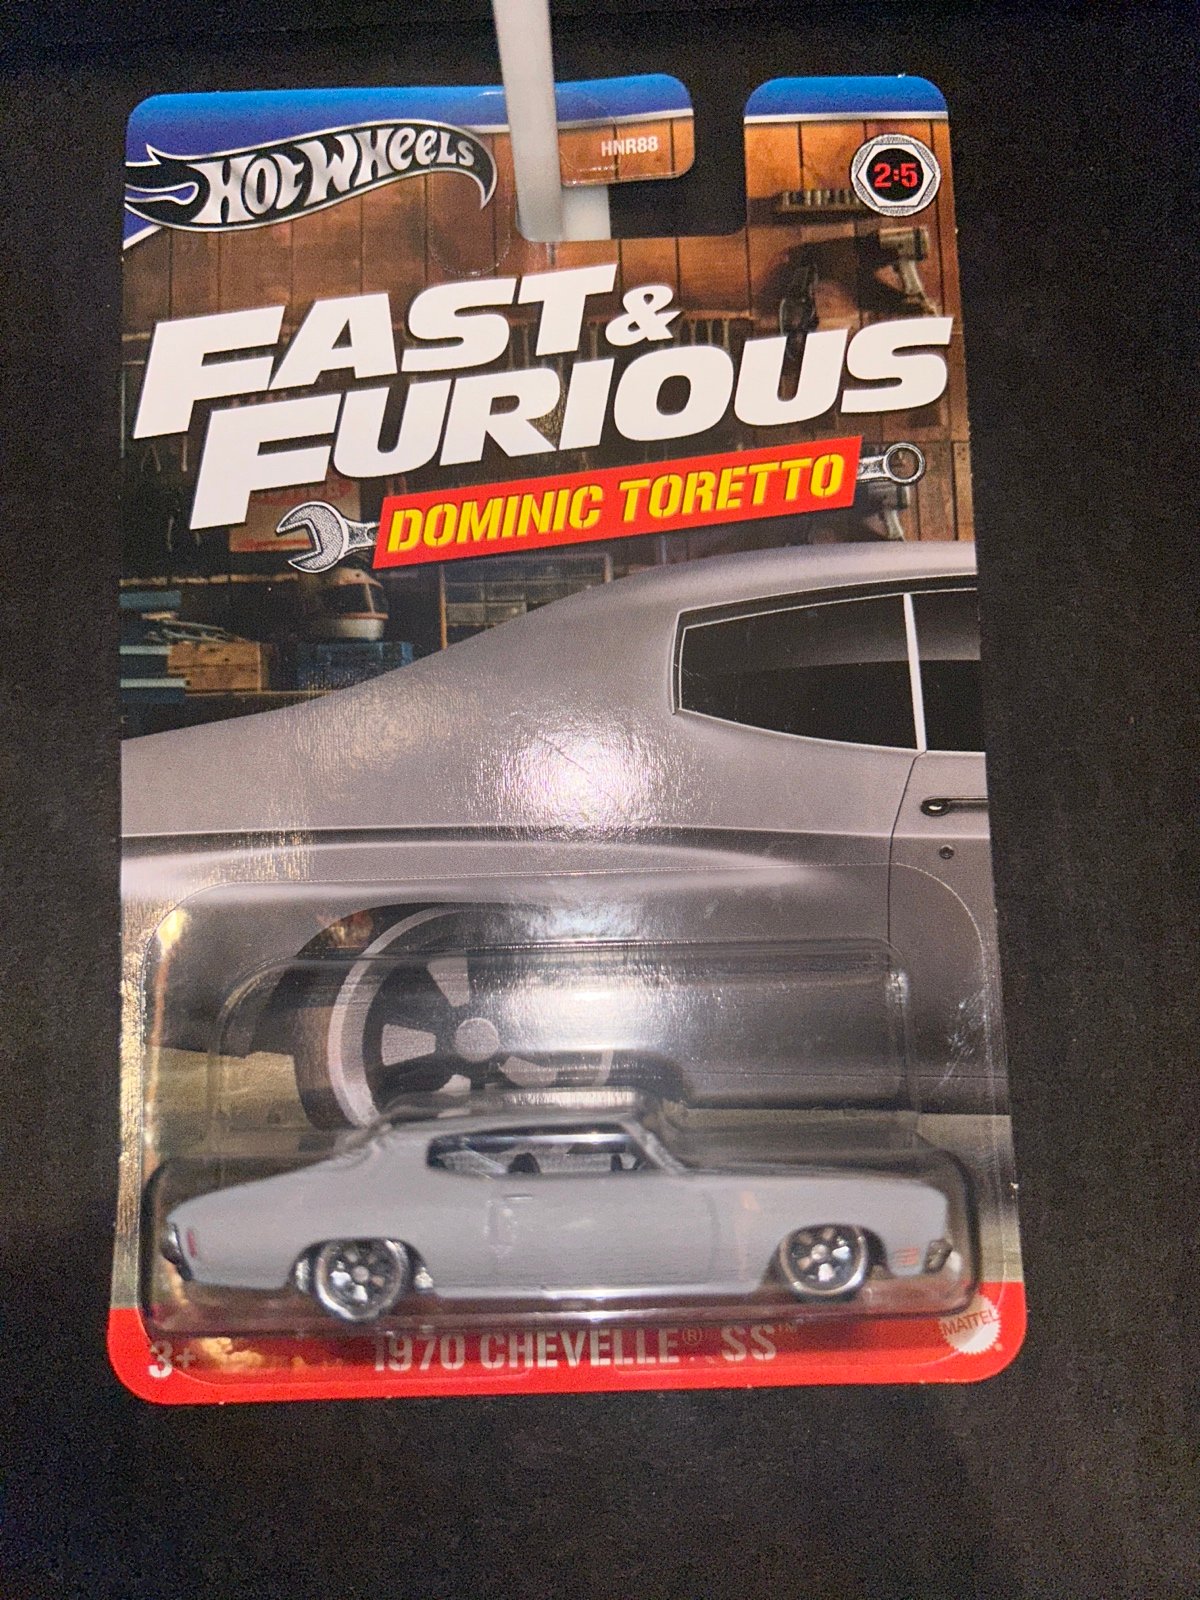 HOT WHEELS
HNR88
2:5
FAST &
FURIOUS
DOMINIC TORETTO
3+
1970 CHEVELLE® SS™
MATTEL®